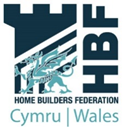 HBF
HOME BUILDERS FEDERATION
Cymru | Wales